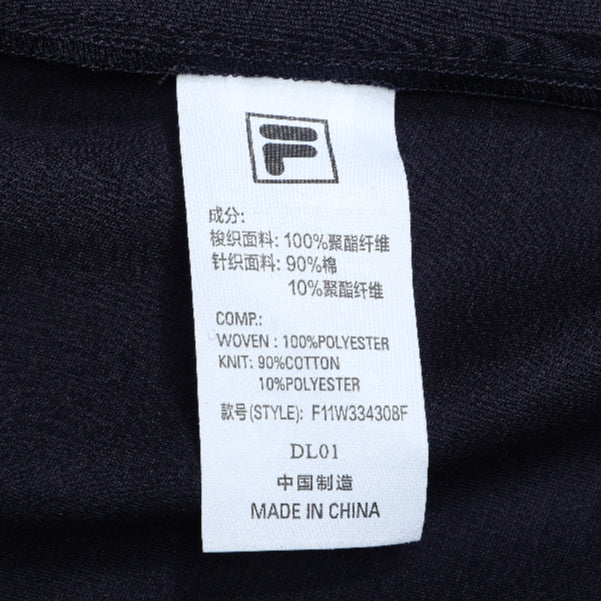 F
成分:
梭织面料: 100%聚酯纤维
针织面料: 90%棉
10%聚酯纤维
COMP.:
WOVEN : 100%POLYESTER
KNIT: 90%COTTON
10%POLYESTER
款号(STYLE): F11W334308F
DL01
中国制造
MADE IN CHINA